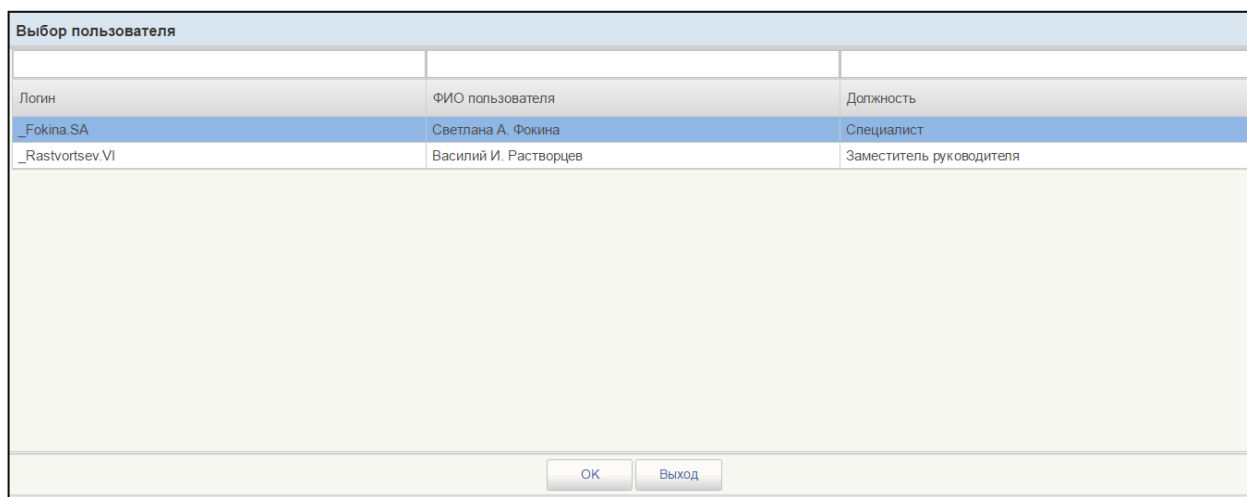 Выбор пользователя
Логин ФИО пользователя Должность
_Fokina.SA Светлана А. Фокина Специалист
_Rastvortsev.VI Василий И. Растворцев Заместитель руководителя
OK Выход